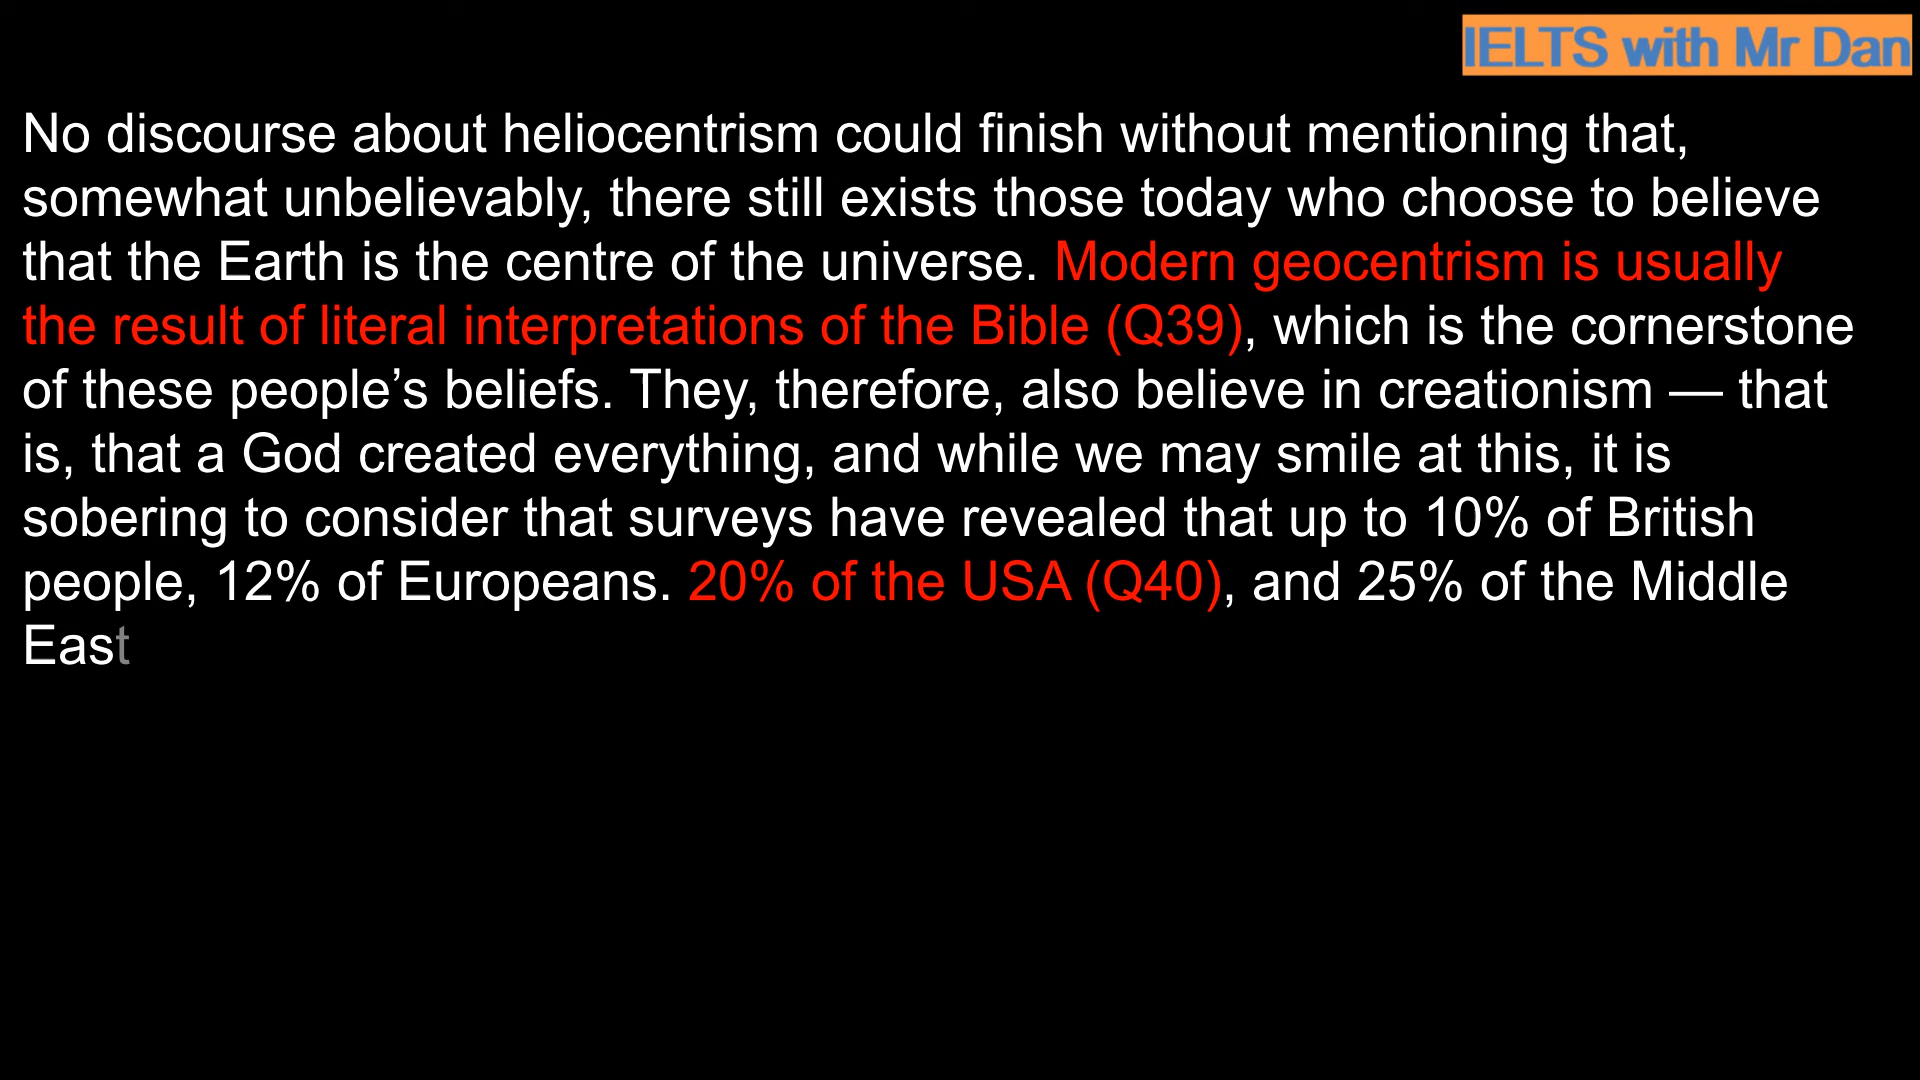 IELTS with Mr Dan
No discourse about heliocentrism could finish without mentioning that,
somewhat unbelievably, there still exists those today who choose to believe
that the Earth is the centre of the universe. Modern geocentrism is usually
the result of literal interpretations of the Bible (Q39), which is the cornerstone
of these people’s beliefs. They, therefore, also believe in creationism — that
is, that a God created everything, and while we may smile at this, it is
sobering to consider that surveys have revealed that up to 10% of British
people, 12% of Europeans. 20% of the USA (Q40), and 25% of the Middle
East